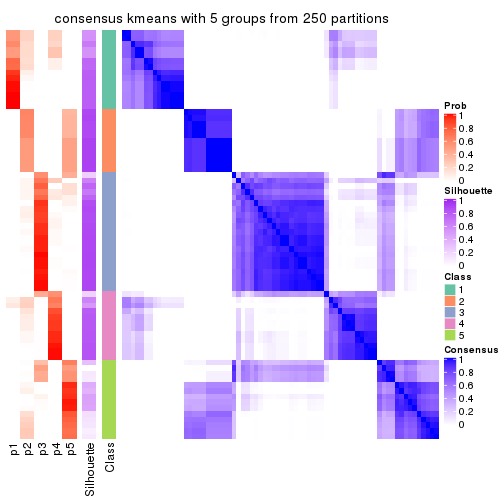 consensus kmeans with 5 groups from 250 partitions
Prob
1
0.8
0.6
0.4
0.2
0
Silhouette
1
0.8
0.6
0.4
0.2
0
Class
1
2
3
4
5
Consensus
1
0.8
0.6
0.4
0.2
0
p1
p2
p3
p4
p5
Silhouette
Class